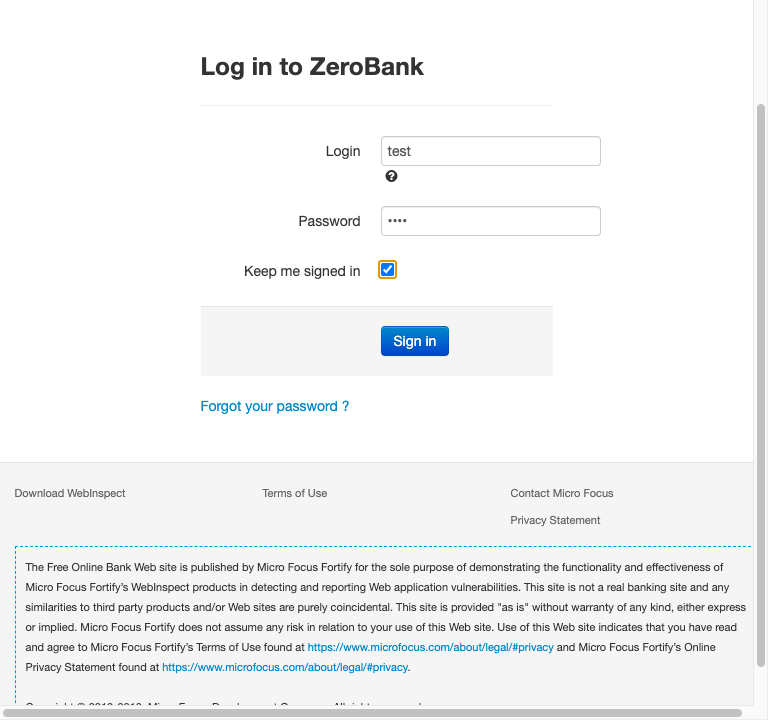 Log in to ZeroBank
Login
test
Password
Keep me signed in
Sign in
Forgot your password ?
Download WebInspect
Terms of Use
Contact Micro Focus
Privacy Statement
The Free Online Bank Web site is published by Micro Focus Fortify for the sole purpose of demonstrating the functionality and effectiveness of
Micro Focus Fortify's WebInspect products in detecting and reporting Web application vulnerabilities. This site is not a real banking site and any
similarities to third party products and/or Web sites are purely coincidental. This site is provided "as is" without warranty of any kind, either express
or implied. Micro Focus Fortify does not assume any risk in relation to your use of this Web site. Use of this Web site indicates that you have read
and agree to Micro Focus Fortify's Terms of Use found at https://www.microfocus.com/about/legal/#privacy and Micro Focus Fortify's Online
Privacy Statement found at https://www.microfocus.com/about/legal/#privacy.